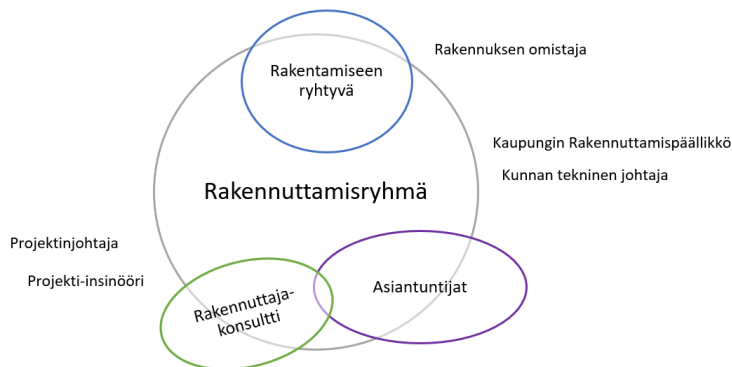 Rakennuksen omistaja
Rakentamiseen
ryhtyvä
Kaupungin Rakennuttamispäällikkö
Kunnan tekninen johtaja
Rakennuttamisryhmä
Projektinjohtaja
Projekti-insinööri
Asiantuntijat
Rakennuttaja-
konsultti